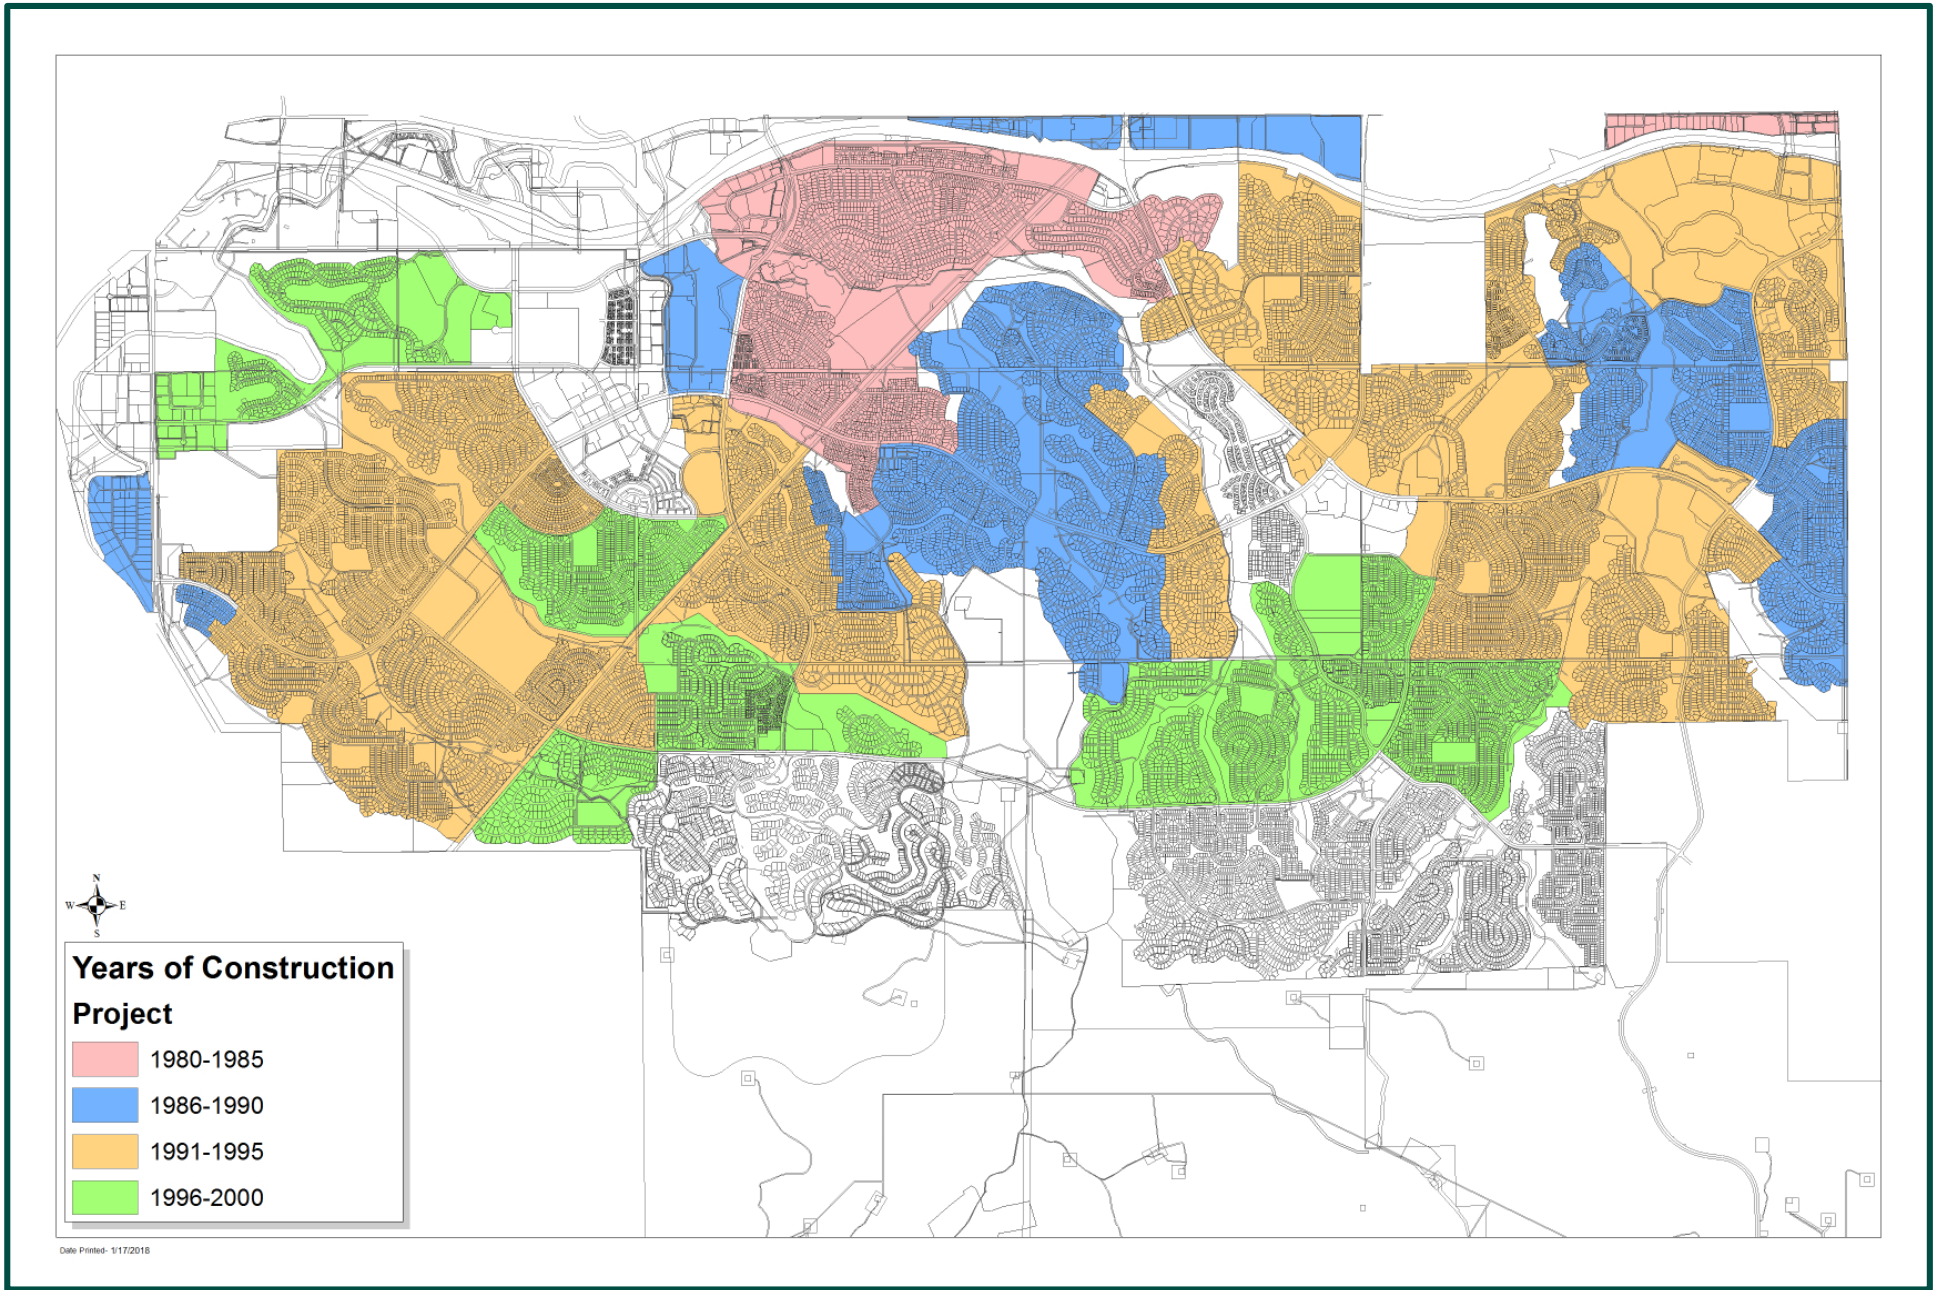 N
W E
S
Years of Construction
Project
1980-1985
1986-1990
1991-1995
1996-2000
Date Printed- 1/17/2018